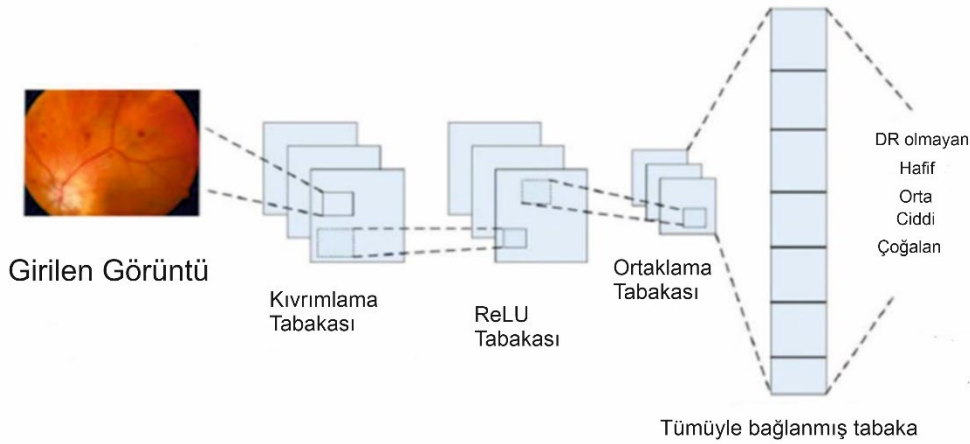 Girilen Görüntü
Kıvrımlama
Tabakası
ReLU
Tabakası
Ortaklama
Tabakası
Tümüyle bağlanmış tabaka
DR olmayan
Hafif
Orta
Ciddi
Çoğalan